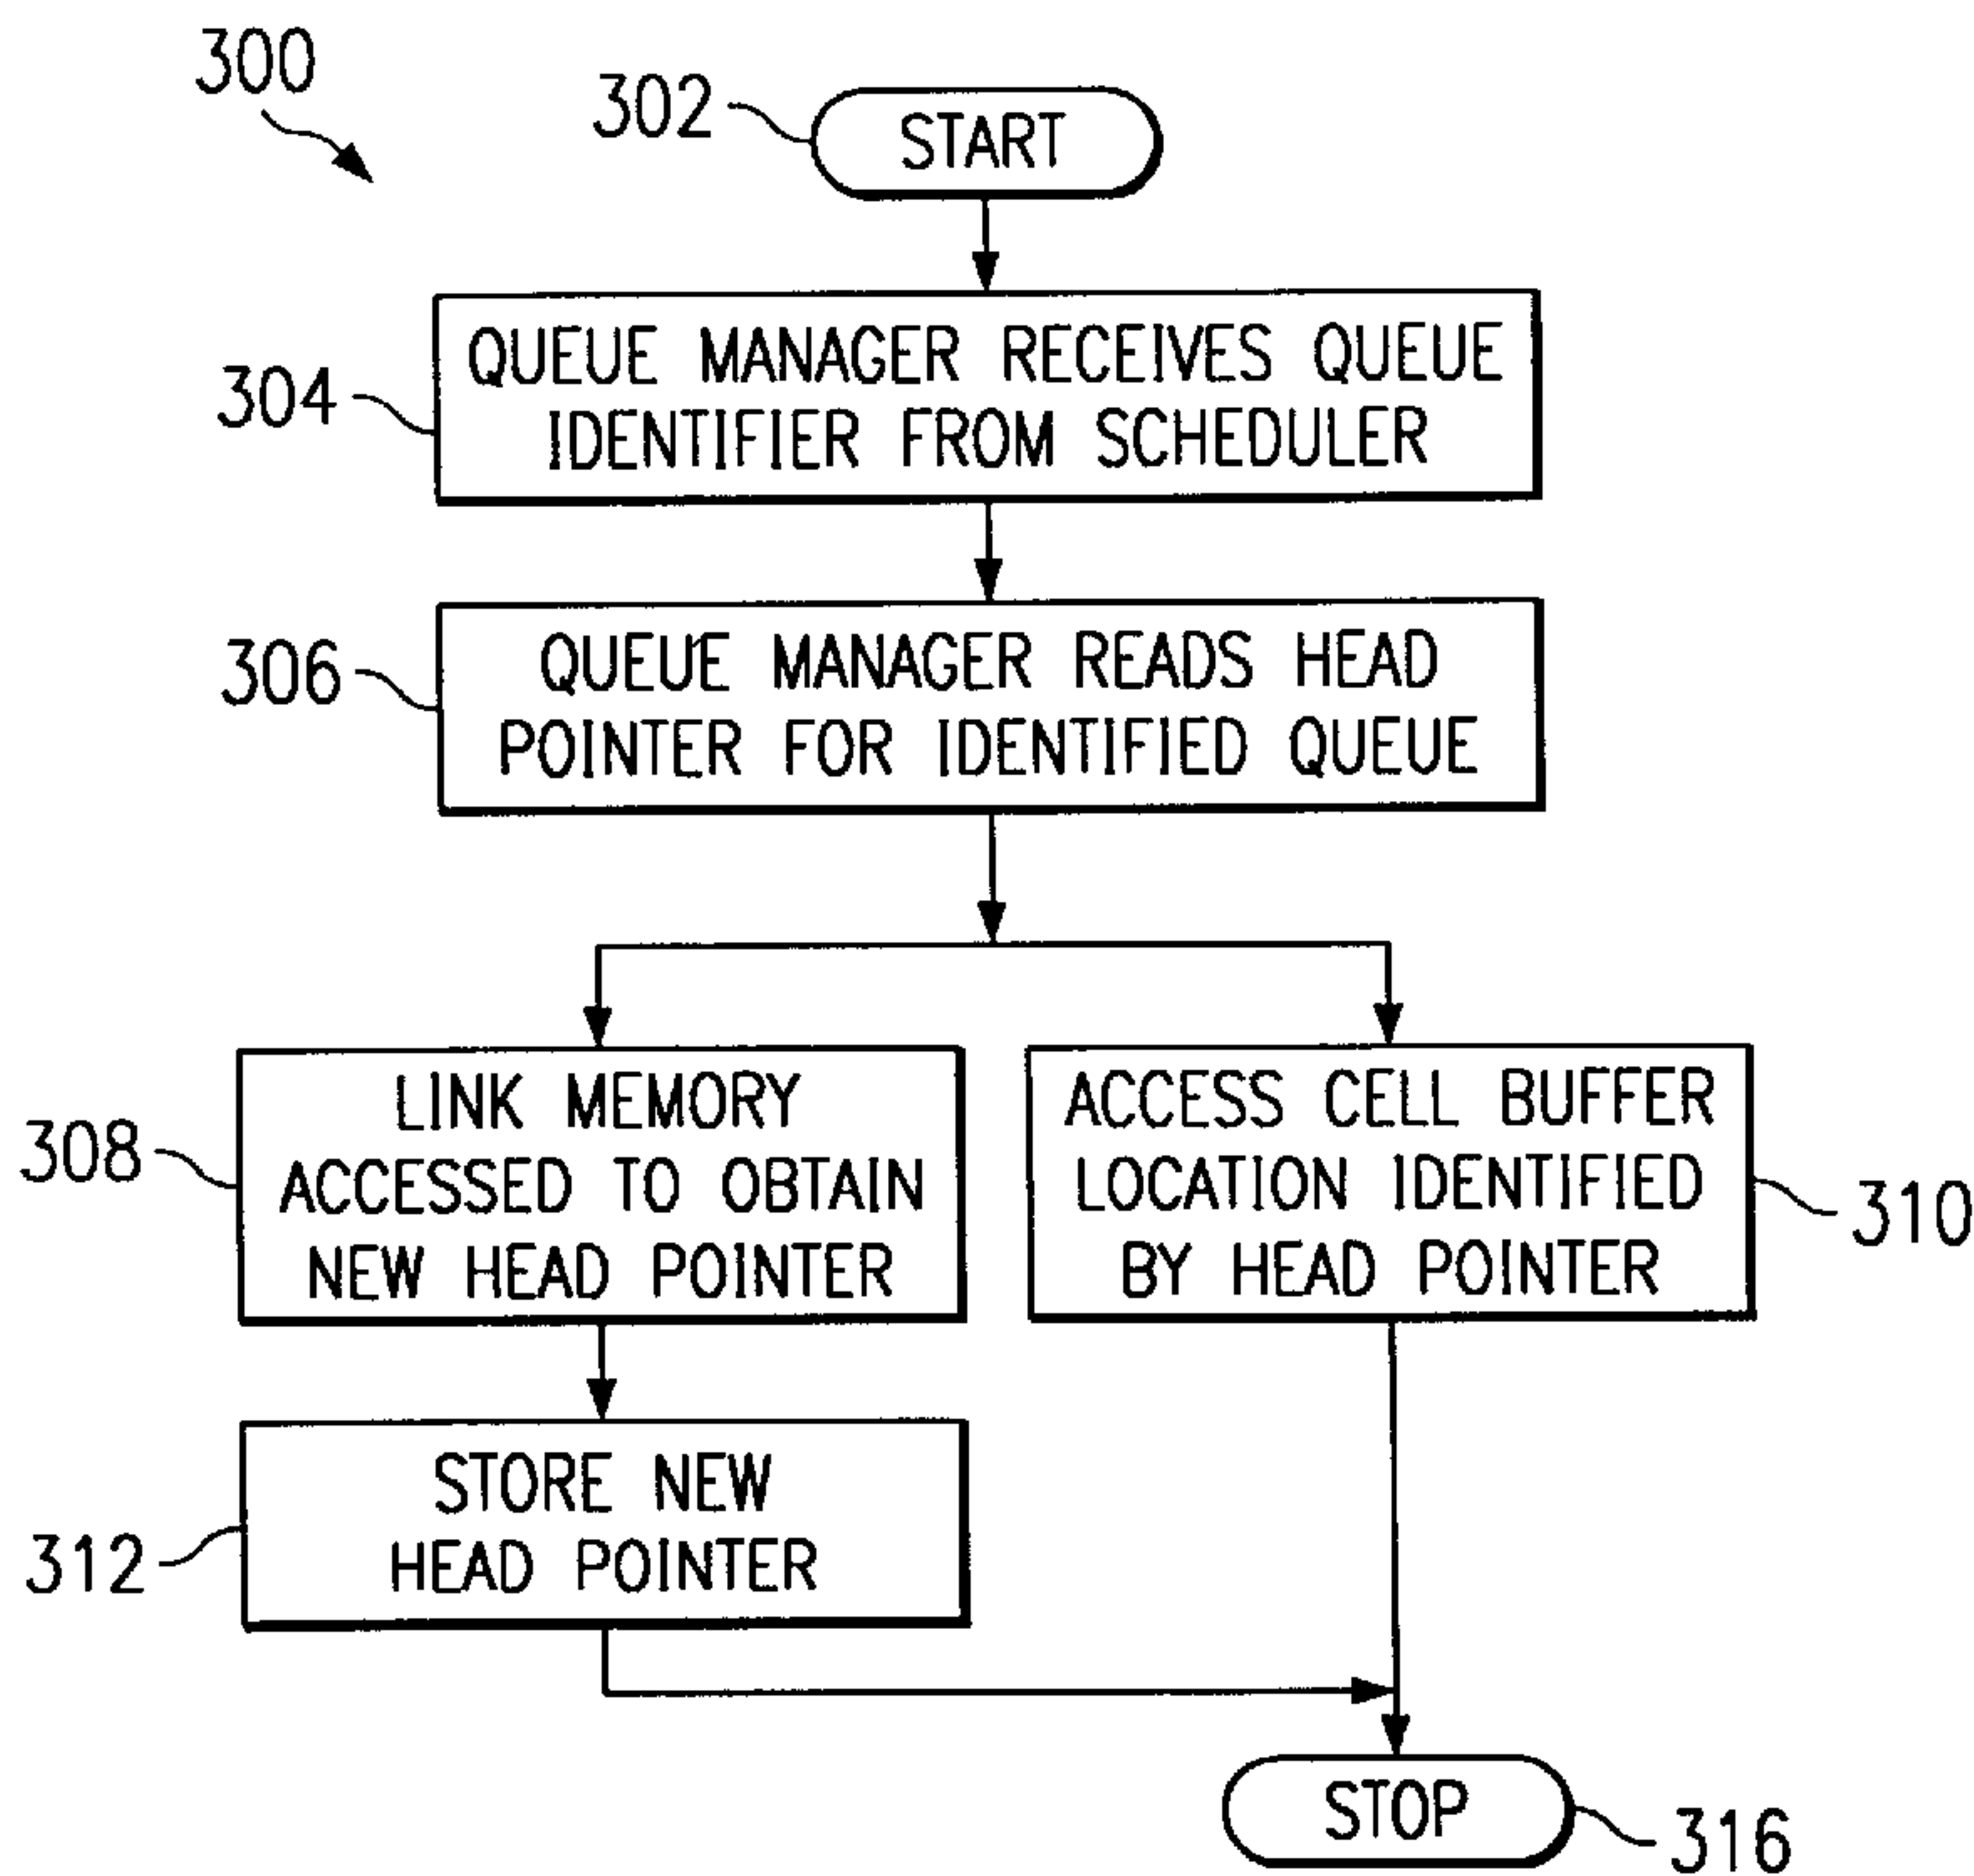 300
302
START
304
QUEUE MANAGER RECEIVES QUEUE
IDENTIFIER FROM SCHEDULER
306
QUEUE MANAGER READS HEAD
POINTER FOR IDENTIFIED QUEUE
308
LINK MEMORY
ACCESSED TO OBTAIN
NEW HEAD POINTER
ACCESS CELL BUFFER
LOCATION IDENTIFIED
BY HEAD POINTER
310
312
STORE NEW
HEAD POINTER
STOP
316